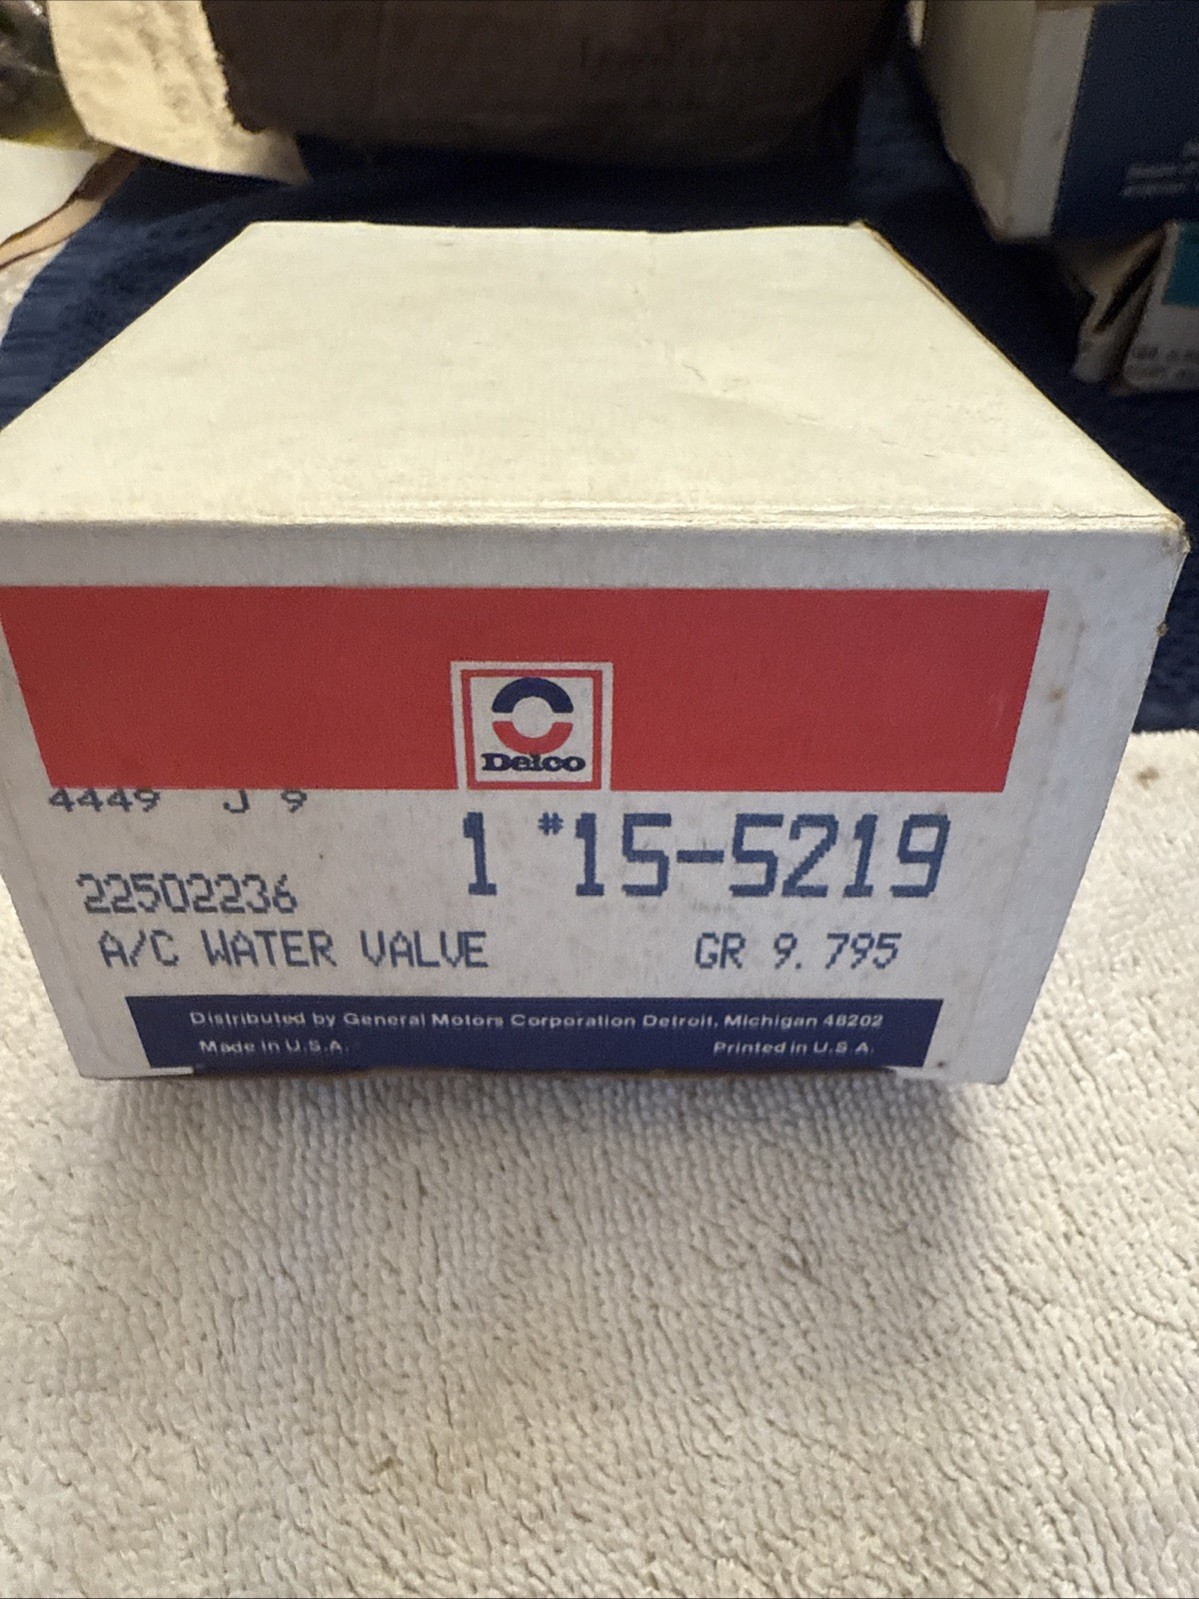 Delco
4449 J 9
1 #15-5219
22502236
A/C WATER VALVE GR 9.795
Distributed by General Motors Corporation Detroit, Michigan 48202
Made in U.S.A. Printed in U.S.A.